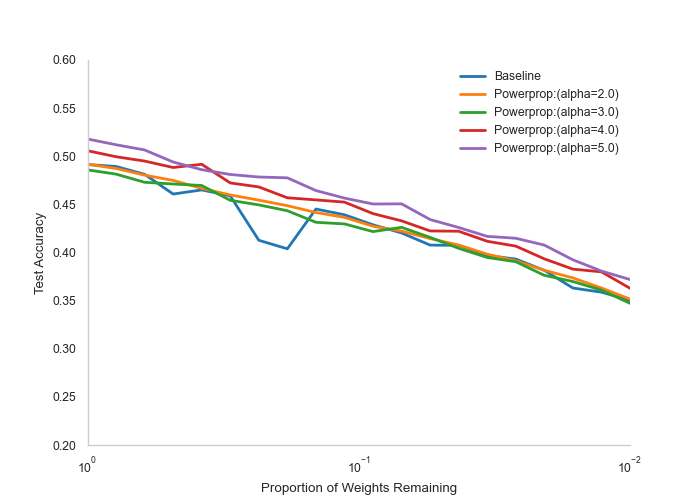 0.60
0.55
0.50
0.45
0.40
0.35
0.30
0.25
0.20
Test Accuracy
Baseline
Powerprop:(alpha=2.0)
Powerprop:(alpha=3.0)
Powerprop:(alpha=4.0)
Powerprop:(alpha=5.0)
10⁰ 10⁻¹ 10⁻²
Proportion of Weights Remaining